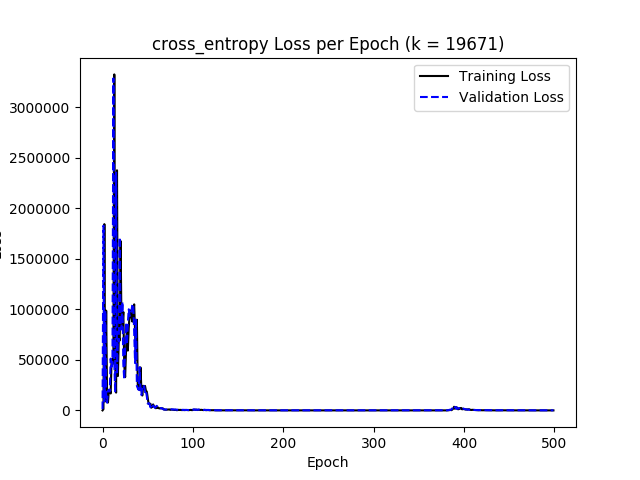 cross_entropy Loss per Epoch (k = 19671)
Training Loss
Validation Loss
3000000
2500000
2000000
1500000
1000000
500000
0
0 100 200 300 400 500
Epoch